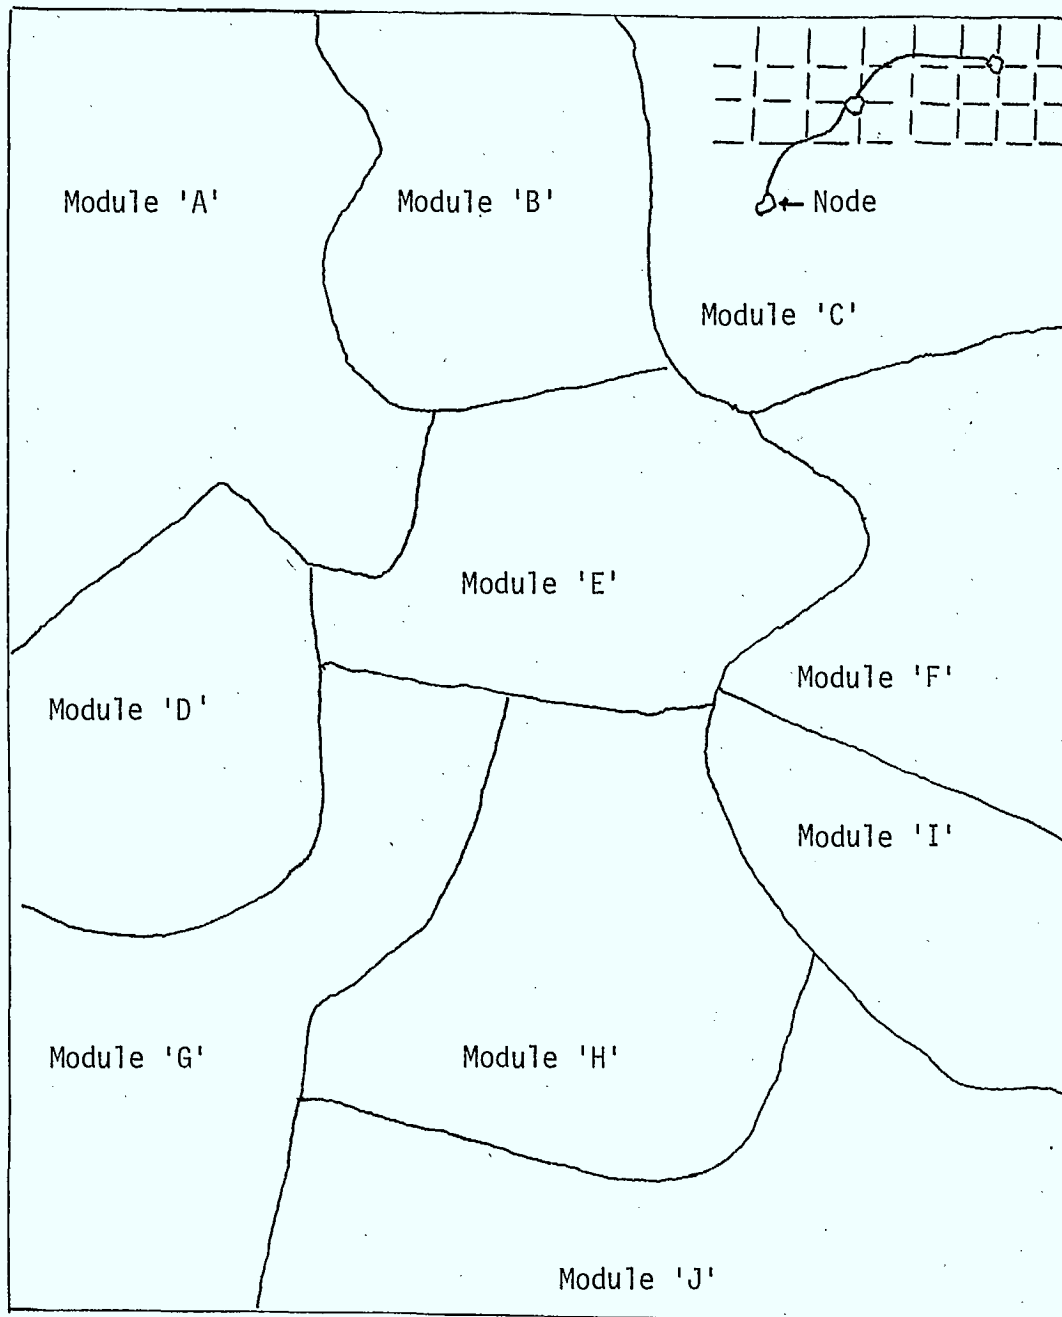 Module 'A'
Module 'B'
← Node
Module 'C'
Module 'E'
Module 'F'
Module 'D'
Module 'I'
Module 'G'
Module 'H'
Module 'J'